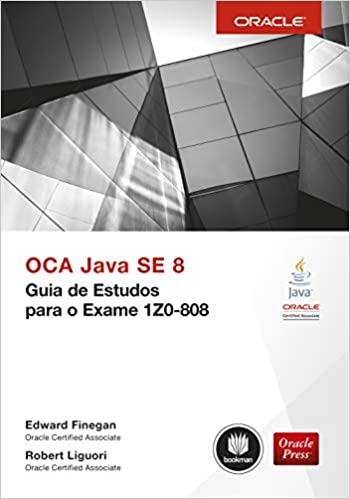 ORACLE
OCA Java SE 8
Guia de Estudos
para o Exame 1Z0-808
Java
ORACLE
Certified Associate
Edward Finegan
Oracle Certified Associate
Robert Liguori
Oracle Certified Associate
bookman
Oracle
Press